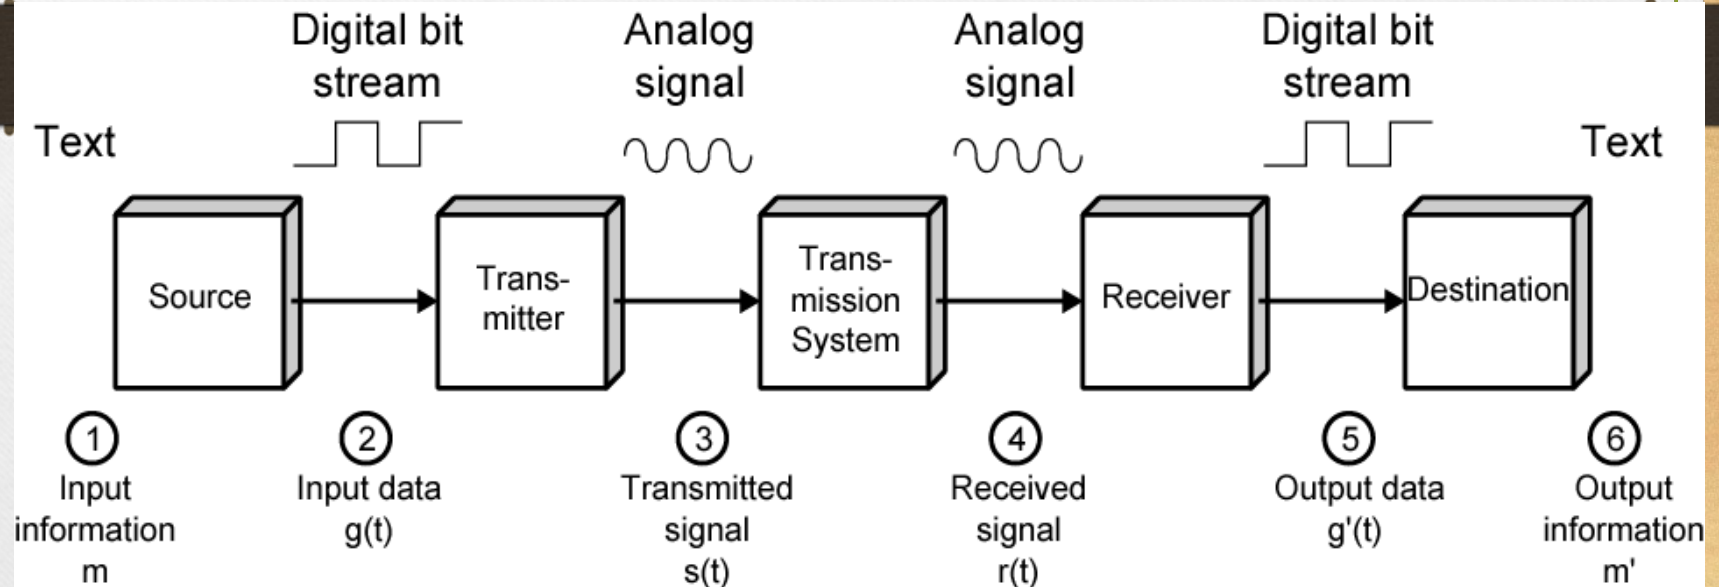 Digital bit
stream
Analog
signal
Analog
signal
Digital bit
stream
Text
Text
Source
Trans-
mitter
Trans-
mission
System
Receiver
Destination
1
Input
information
m
2
Input data
g(t)
3
Transmitted
signal
s(t)
4
Received
signal
r(t)
5
Output data
g'(t)
6
Output
information
m'